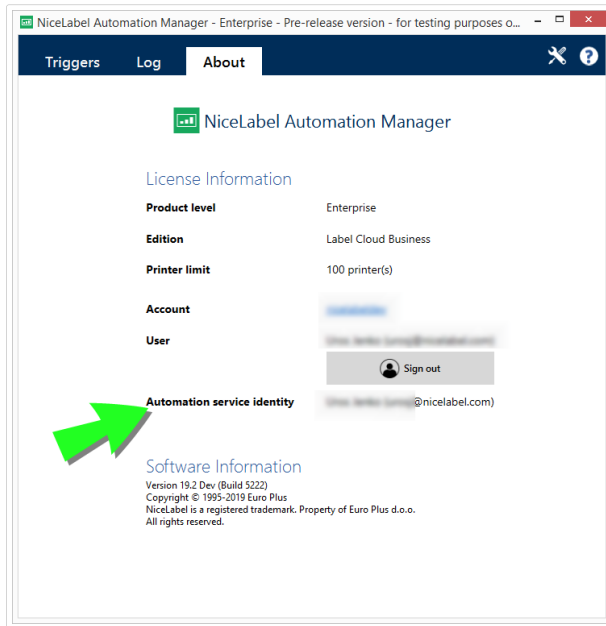 NiceLabel Automation Manager - Enterprise - Pre-release version - for testing purposes o...
Triggers Log About
NiceLabel Automation Manager
License Information
Product level Enterprise
Edition Label Cloud Business
Printer limit 100 printer(s)
Account
User
Sign out
Automation service identity @nicelabel.com)
Software Information
Version 19.2 Dev (Build 5222)
Copyright © 1995-2019 Euro Plus
NiceLabel is a registered trademark. Property of Euro Plus d.o.o.
All rights reserved.